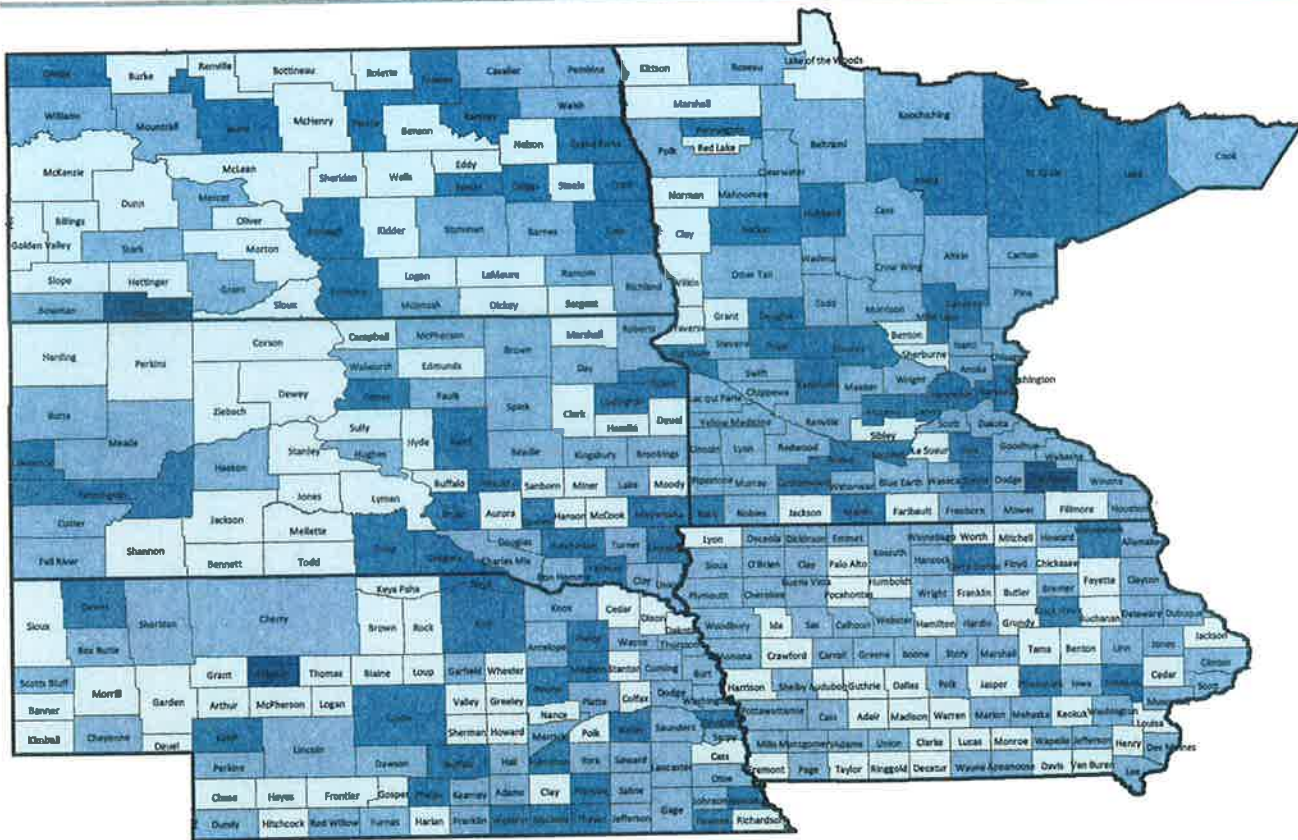 Burke
Renville
Bottineau
Rolette
Cavalier
Pembina
Kittson
Roseau
Lake of the Woods
Williams
Mountrail
McHenry
Walsh
Marshall
Koochiching
Benson
Nelson
Grand Forks
Pennington
Red Lake
Polk
Beltrami
Cook
McKenzie
McLean
Sheridan
Wells
Eddy
Steele
Clearwater
St. Louis
Lake
Dunn
Mercer
Oliver
Norman
Mahnomen
Hubbard
Cass
Billings
Golden Valley
Stark
Morton
Kidder
Stutsman
Barnes
Clay
Becker
Aitkin
Carlton
Slope
Hettinger
Grant
Logan
LaMoure
Ransom
Wilkin
Otter Tail
Wadena
Crow Wing
Bowman
Sioux
McIntosh
Dickey
Sargent
Richland
Todd
Morrison
Mille Lacs
Pine
Harding
Perkins
Corson
Campbell
McPherson
Brown
Marshall
Roberts
Traverse
Grant
Douglas
Benton
Walworth
Edmunds
Day
Stevens
Pope
Stearns
Sherburne
Isanti
Butte
Ziebach
Dewey
Faulk
Spink
Clark
Swift
Meeker
Wright
Anoka
Washington
Meade
Sully
Hyde
Hamlin
Deuel
Lac qui Parle
Chippewa
Haakon
Stanley
Hughes
Beadle
Kingsbury
Brookings
Yellow Medicine
Renville
Sibley
Scott
Dakota
Pennington
Lincoln
Lyon
Redwood
Le Sueur
Goodhue
Wabasha
Custer
Jones
Lyman
Buffalo
Sanborn
Miner
Lake
Moody
Pipestone
Murray
Watonwan
Blue Earth
Waseca
Dodge
Winona
Jackson
Mellette
Aurora
Hanson
McCook
Minnehaha
Rock
Nobles
Jackson
Martin
Faribault
Freeborn
Mower
Fillmore
Houston
Fall River
Shannon
Bennett
Todd
Gregory
Charles Mix
Douglas
Turner
Bon Homme
Clay
Lyon
Osceola
Dickinson
Emmet
Winnebago
Worth
Mitchell
Howard
Allamakee
Sioux
O'Brien
Clay
Palo Alto
Kossuth
Hancock
Cerro Gordo
Floyd
Chickasaw
Sioux
Dawes
Sheridan
Cherry
Keya Paha
Brown
Rock
Knox
Cedar
Dixon
Plymouth
Cherokee
Buena Vista
Pocahontas
Humboldt
Wright
Franklin
Butler
Bremer
Fayette
Clayton
Box Butte
Antelope
Pierce
Wayne
Thurston
Woodbury
Ida
Sac
Calhoun
Webster
Hamilton
Hardin
Grundy
Black Hawk
Buchanan
Delaware
Dubuque
Scotts Bluff
Grant
Thomas
Blaine
Loup
Garfield
Wheeler
Madison
Stanton
Cuming
Burt
Monona
Crawford
Carroll
Greene
Boone
Story
Marshall
Tama
Benton
Linn
Jones
Jackson
Banner
Morrill
Garden
Arthur
McPherson
Logan
Valley
Greeley
Platte
Colfax
Dodge
Washington
Harrison
Shelby
Audubon
Guthrie
Dallas
Polk
Jasper
Iowa
Cedar
Clinton
Scott
Kimball
Cheyenne
Deuel
Keith
Lincoln
Sherman
Howard
Nance
Merrick
Polk
Butler
Saunders
Pottawattamie
Cass
Adair
Madison
Warren
Marion
Mahaska
Keokuk
Washington
Louisa
Perkins
Dawson
Buffalo
Hall
Hamilton
York
Seward
Lancaster
Cass
Otoe
Mills
Montgomery
Adams
Union
Clarke
Lucas
Monroe
Wapello
Jefferson
Henry
Des Moines
Chase
Hayes
Frontier
Gosper
Phelps
Kearney
Adams
Clay
Fillmore
Saline
Gage
Johnson
Fremont
Page
Taylor
Ringgold
Decatur
Wayne
Appanoose
Davis
Van Buren
Lee
Dundy
Hitchcock
Red Willow
Furnas
Harlan
Franklin
Webster
Thayer
Jefferson
Pawnee
Richardson